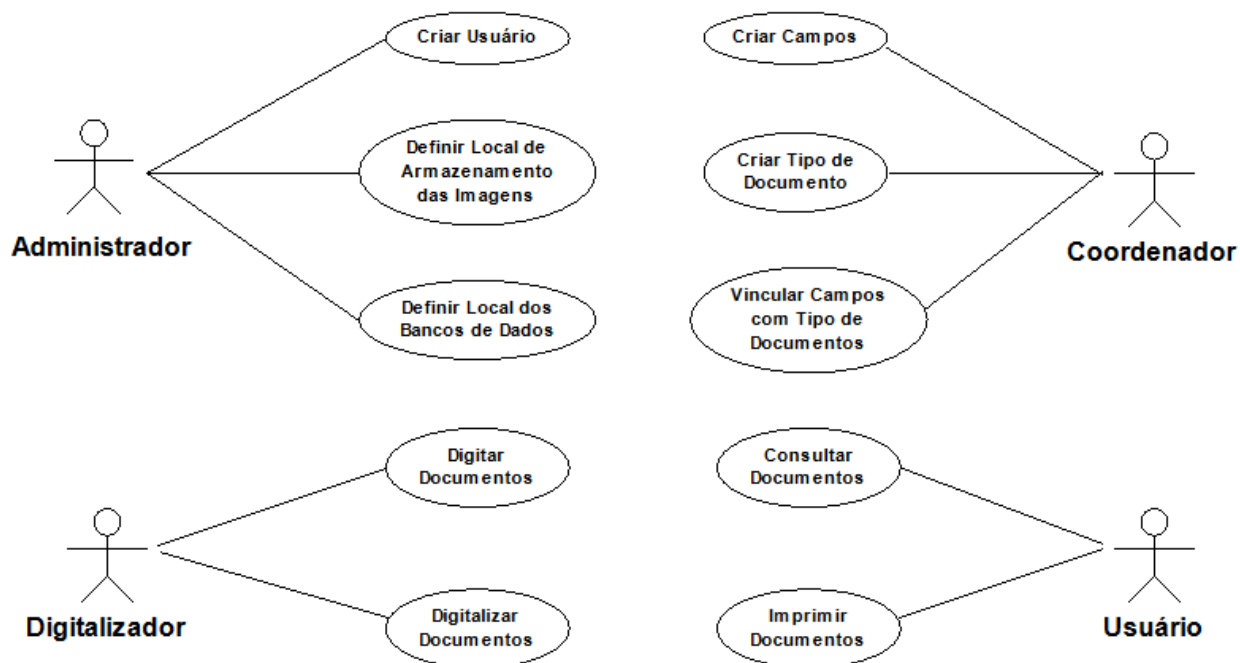 Criar Usuário
Criar Campos
Definir Local de
Armazenamento
das Imagens
Criar Tipo de
Documento
Administrador
Coordenador
Definir Local dos
Bancos de Dados
Vincular Campos
com Tipo de
Documentos
Digitar
Documentos
Consultar
Documentos
Digitalizador
Usuário
Digitalizar
Documentos
Imprimir
Documentos